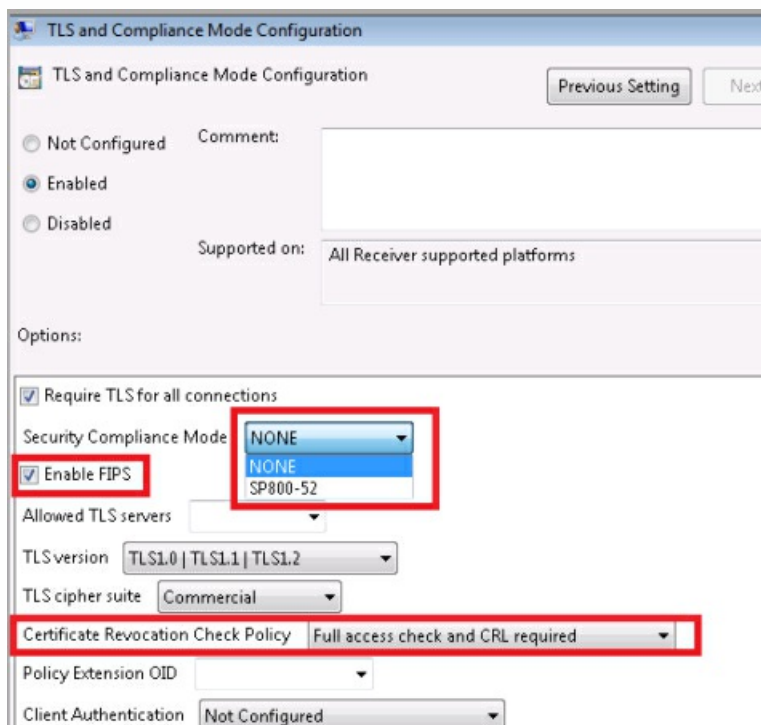 TLS and Compliance Mode Configuration
TLS and Compliance Mode Configuration
Previous Setting
Next
Not Configured
Comment:
Enabled
Disabled
Supported on:
All Receiver supported platforms
Options:
Require TLS for all connections
Security Compliance Mode NONE
NONE
Enable FIPS
SP800-52
Allowed TLS servers
TLS version TLS1.0 | TLS1.1 | TLS1.2
TLS cipher suite Commercial
Certificate Revocation Check Policy Full access check and CRL required
Policy Extension OID
Client Authentication Not Configured